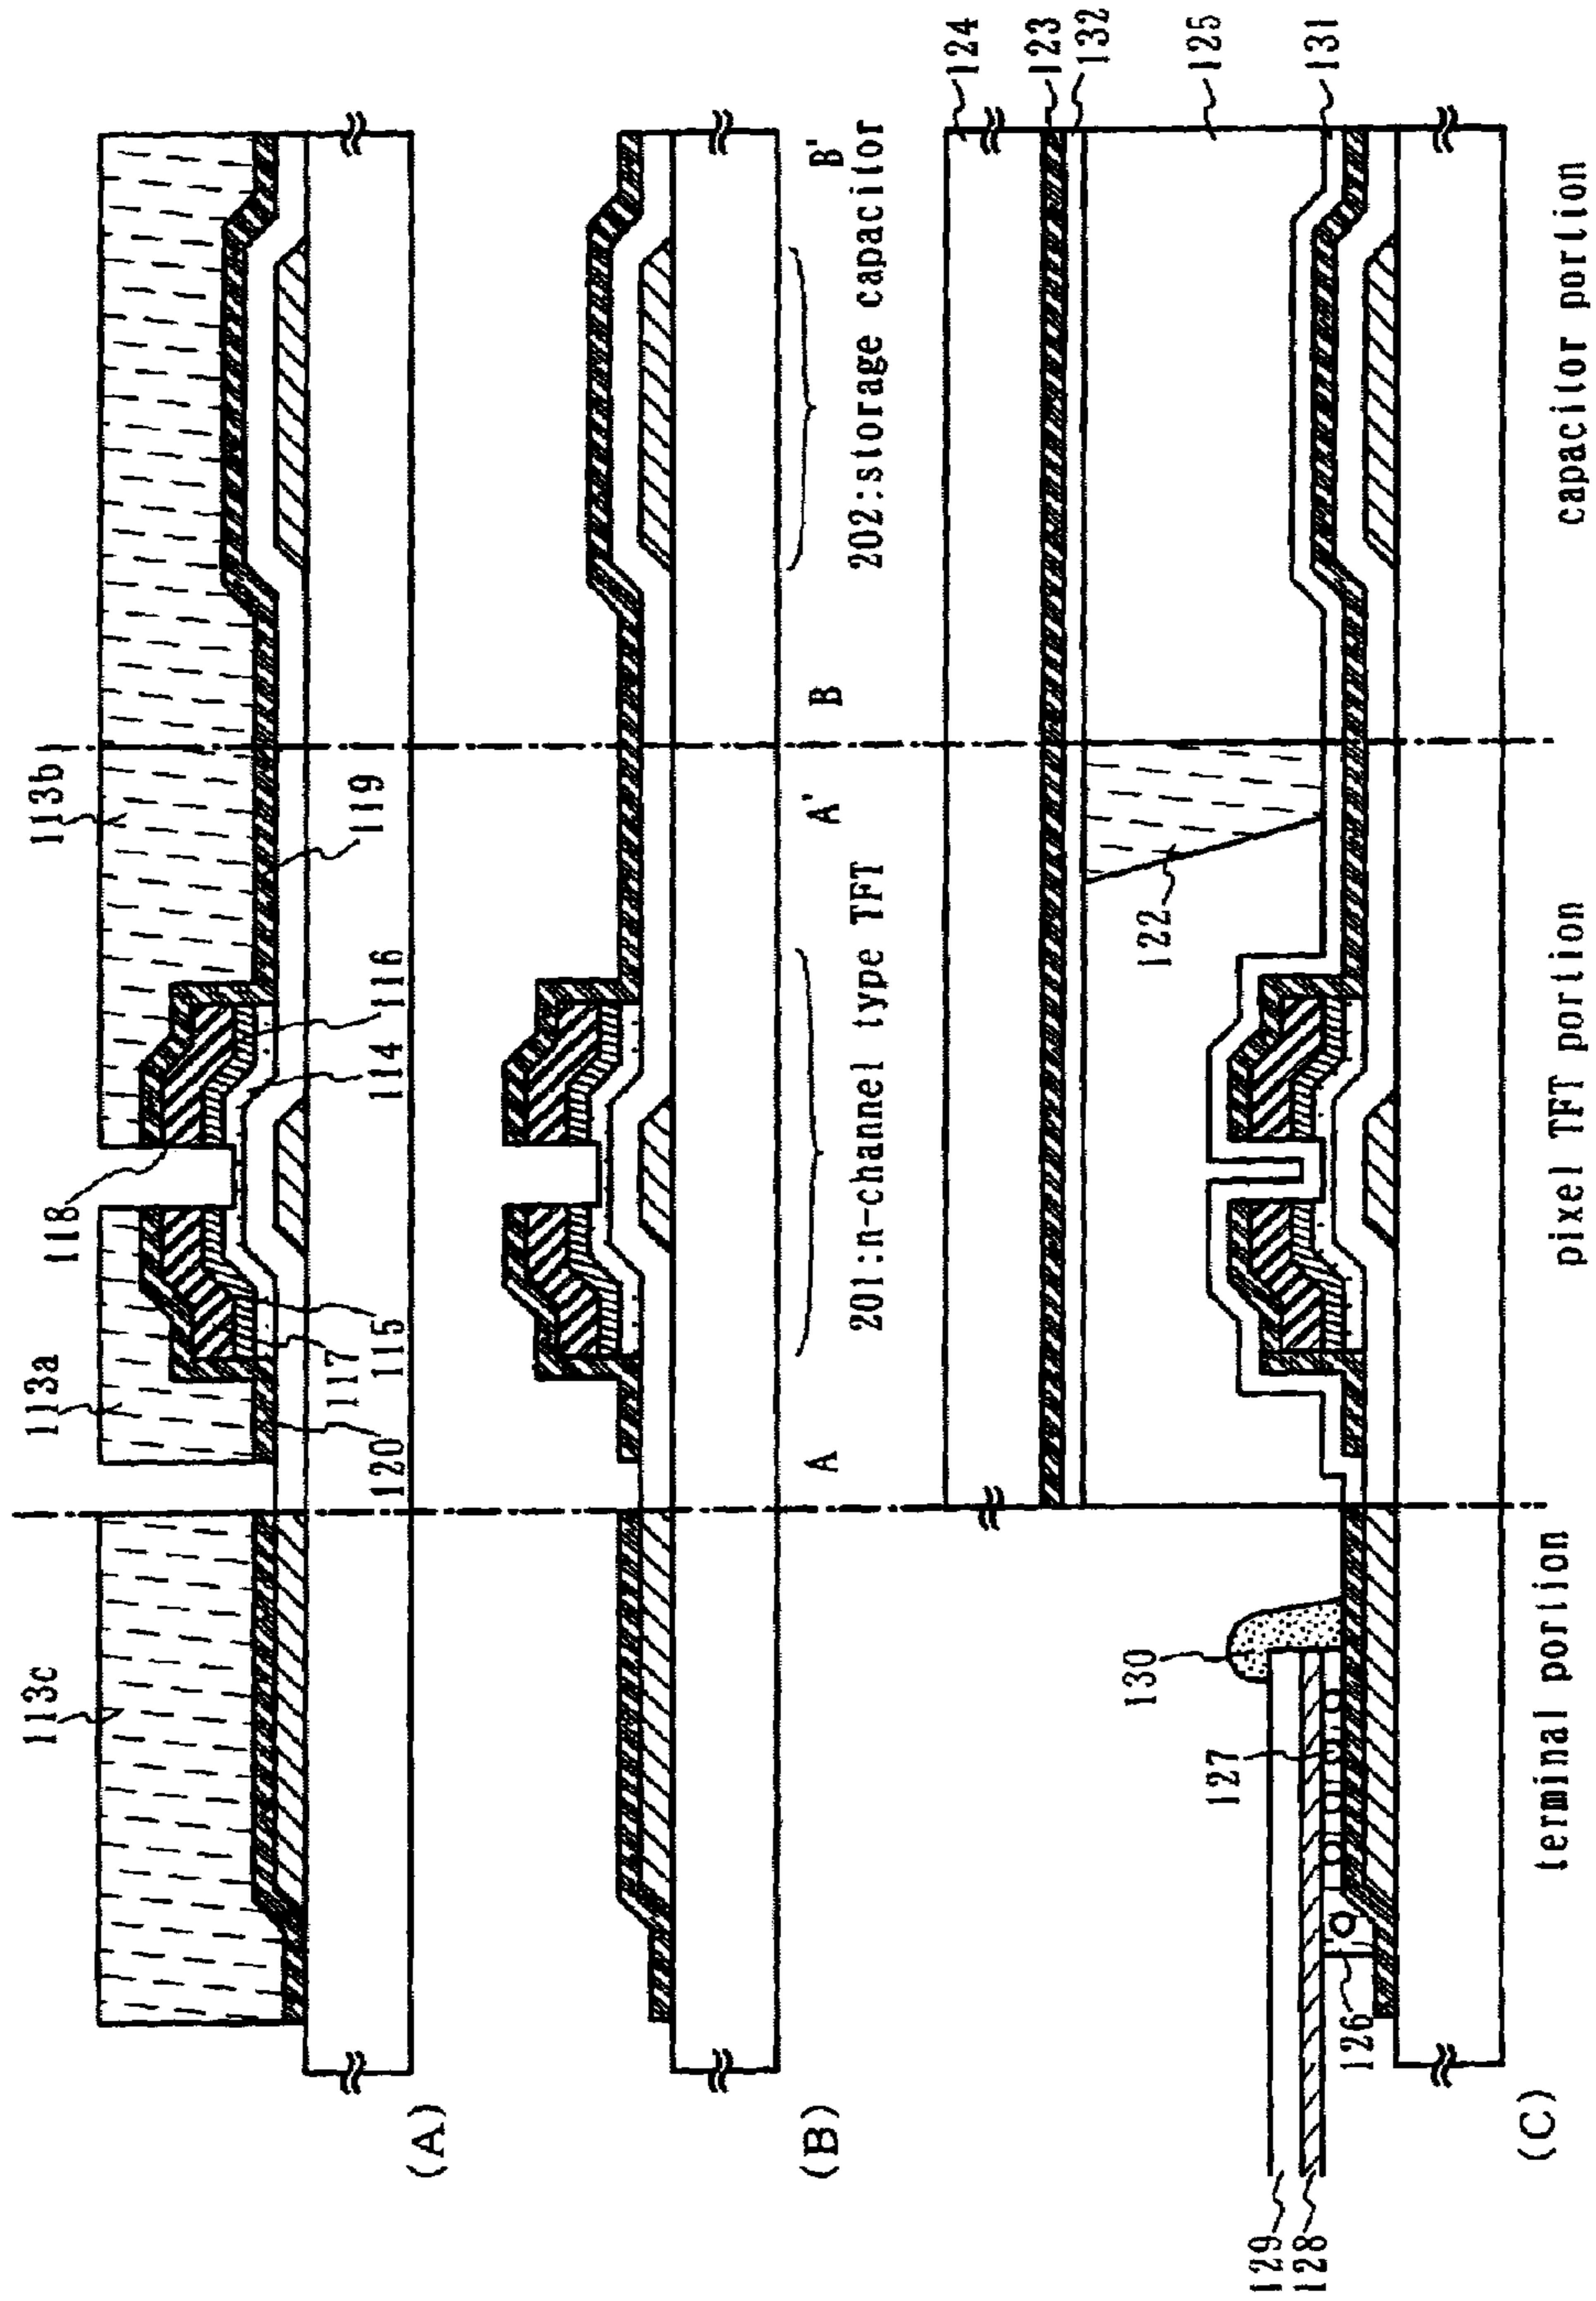 113c
113a
118
113b
120
117
115
114
116
119
(A)
A
A'
B
B'
201:n-channel type TFT
202:storage capacitor
(B)
124
123
132
125
131
122
130
127
126
129
128
(C)
terminal portion
pixel TFT portion
capacitor portion